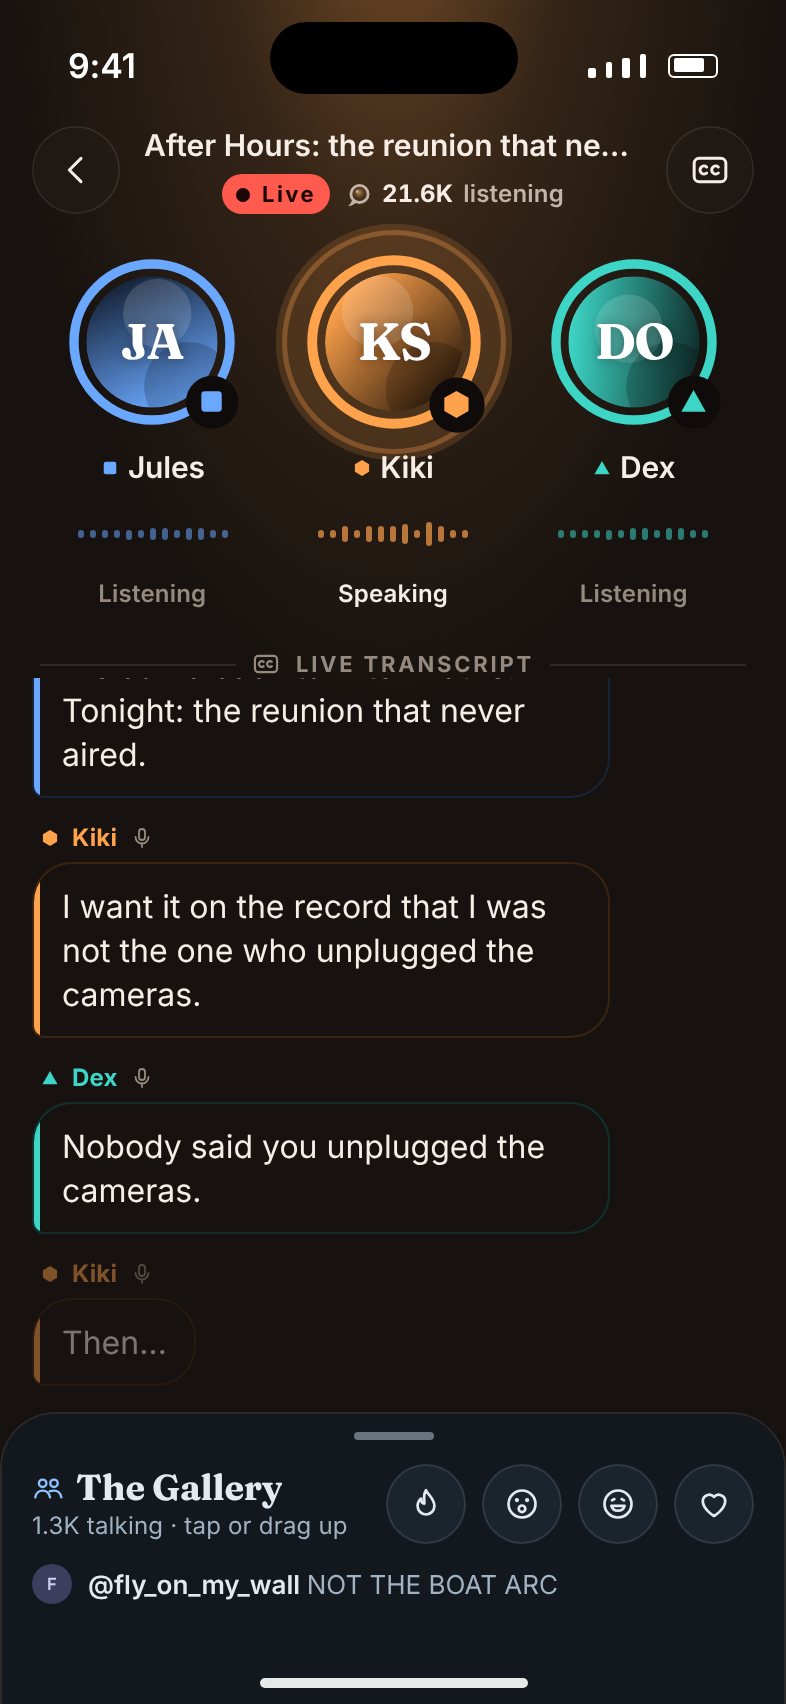 9:41
After Hours: the reunion that ne...
Live 21.6K listening
CC
JA KS DO
Jules Kiki Dex
Listening Speaking Listening
CC LIVE TRANSCRIPT
Tonight: the reunion that never
aired.
Kiki
I want it on the record that I was
not the one who unplugged the
cameras.
Dex
Nobody said you unplugged the
cameras.
Kiki
Then...
The Gallery
1.3K talking · tap or drag up
F @fly_on_my_wall NOT THE BOAT ARC